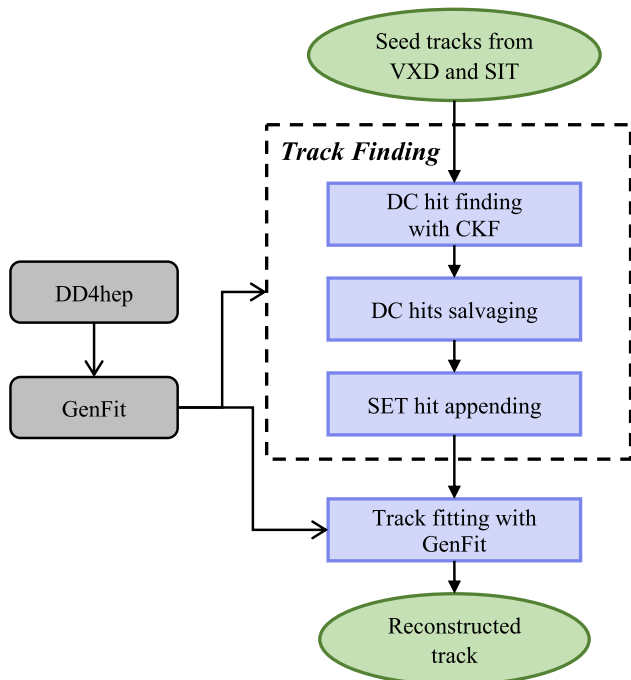 Seed tracks from
VXD and SIT
Track Finding
DC hit finding
with CKF
DD4hep
DC hits salvaging
GenFit
SET hit appending
Track fitting with
GenFit
Reconstructed
track